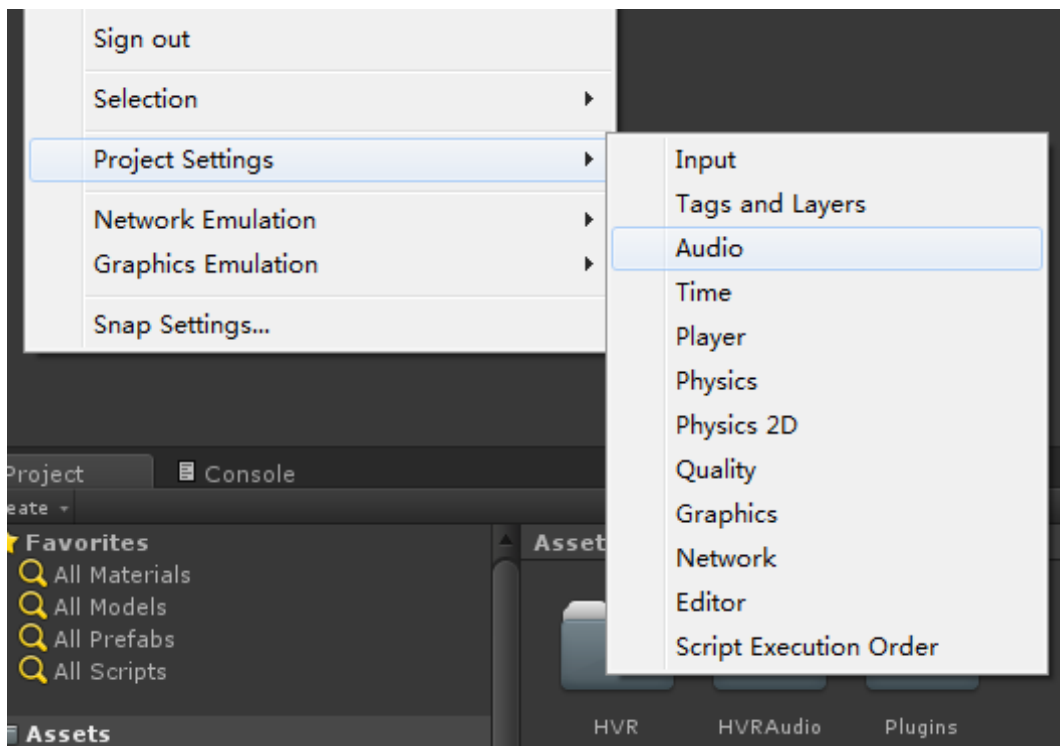 Sign out
Selection
Project Settings
Network Emulation
Graphics Emulation
Snap Settings...
Input
Tags and Layers
Audio
Time
Player
Physics
Physics 2D
Quality
Graphics
Network
Editor
Script Execution Order
Project
Console
eate
Favorites
All Materials
All Models
All Prefabs
All Scripts
Assets
Asset
HVR
HVRAudio
Plugins